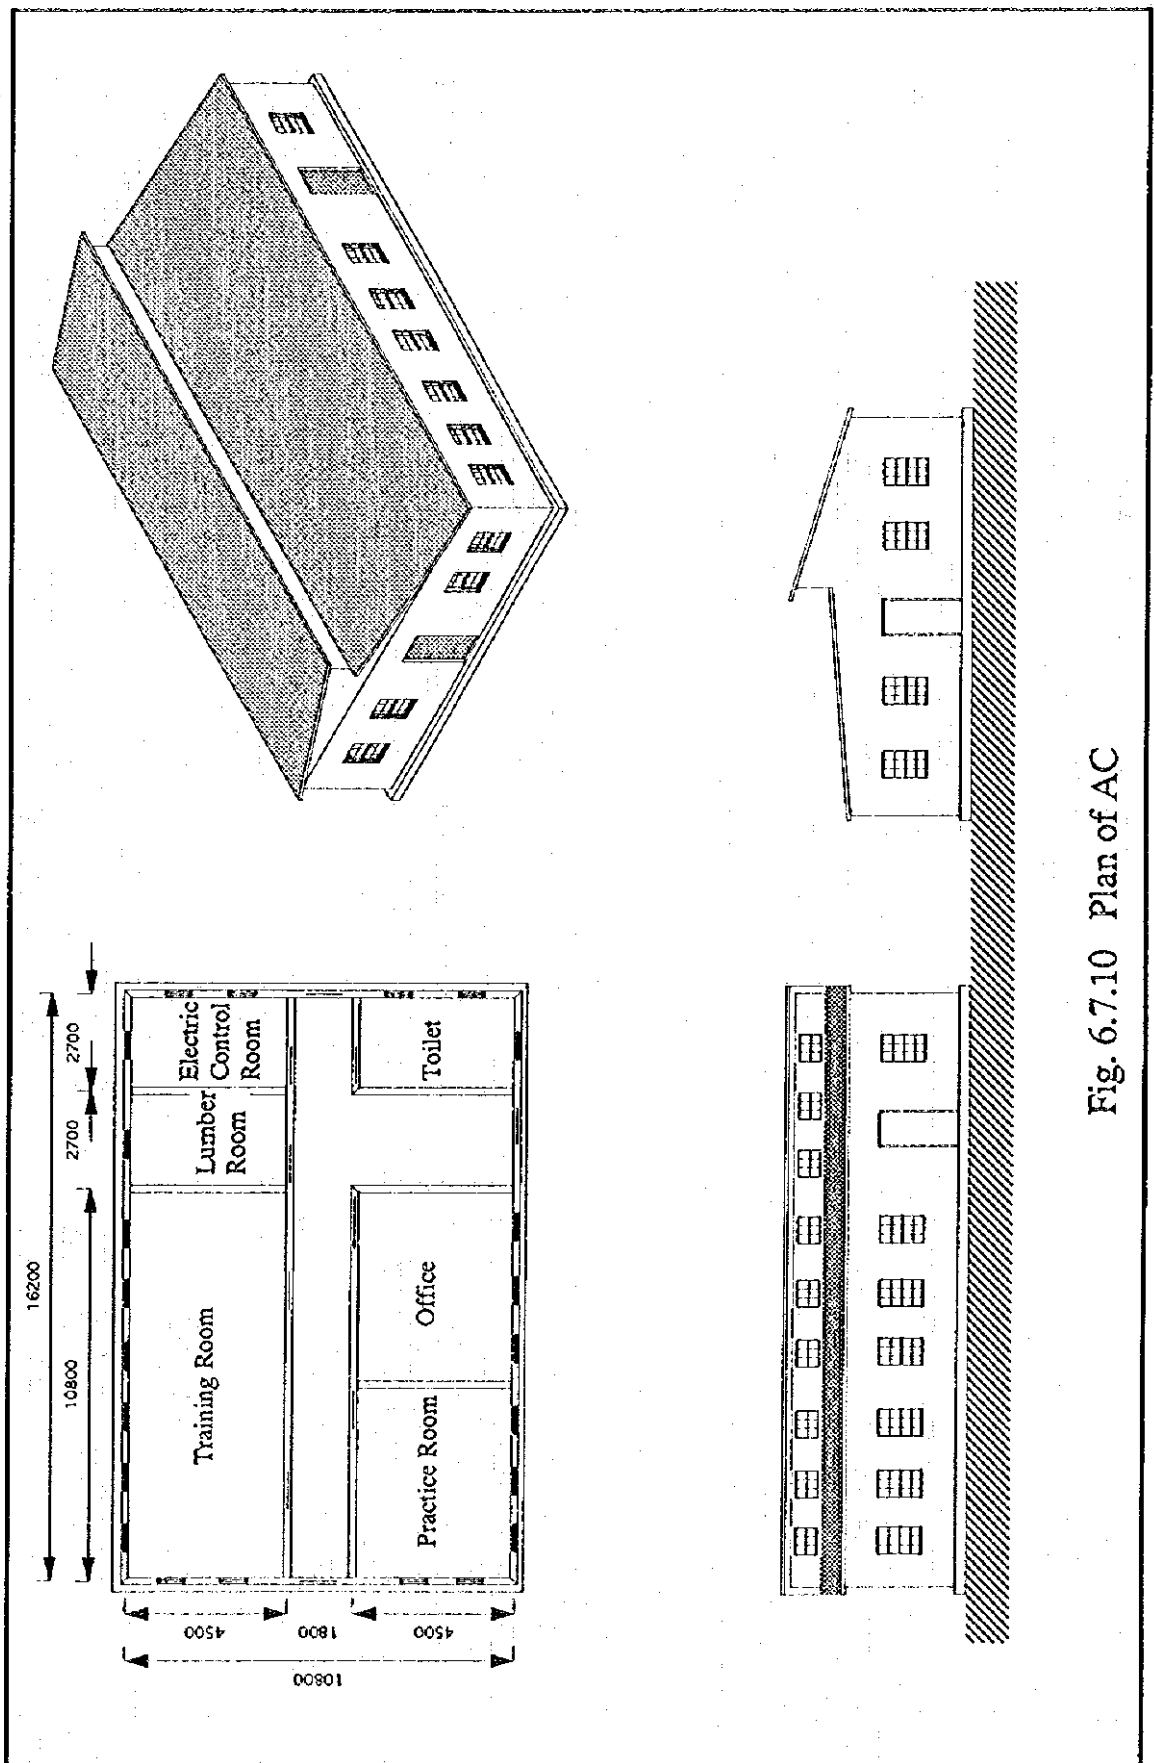 16200
10800
2700
2700
Training Room
Lumber
Room
Electric
Control
Room
Practice Room
Office
Toilet
4500
1800
4500
10800
Fig. 6.7.10 Plan of AC